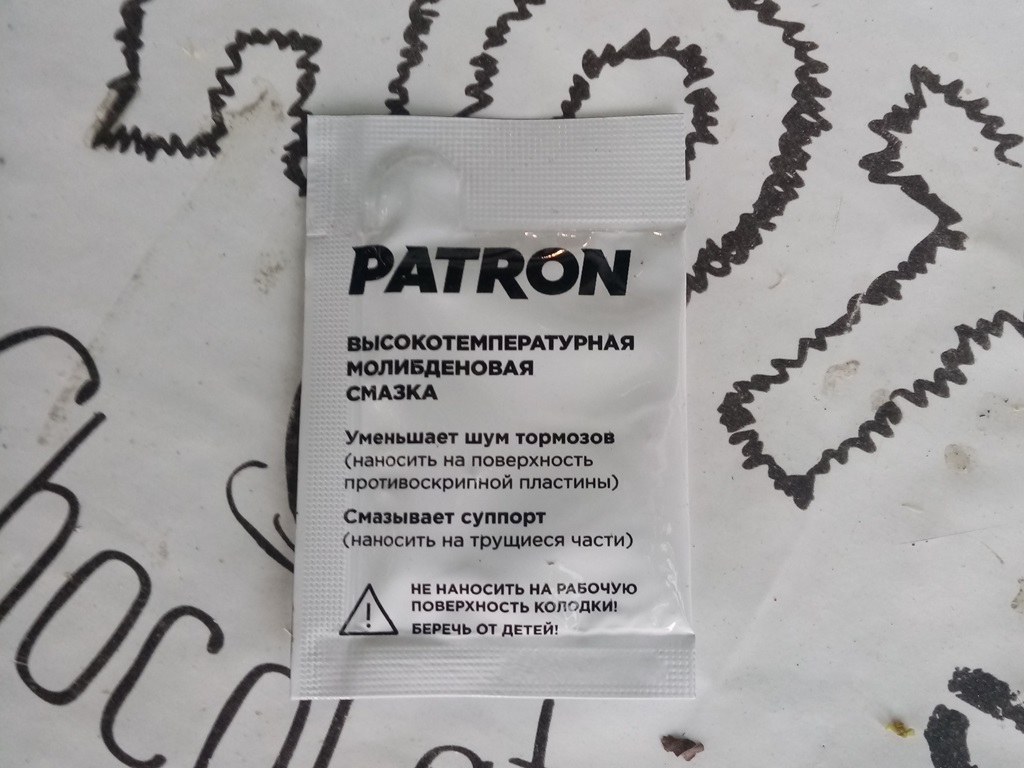 PATRON
ВЫСОКОТЕМПЕРАТУРНАЯ
МОЛИБДЕНОВАЯ
СМАЗКА
Уменьшает шум тормозов
(наносить на поверхность
противоскрипной пластины)
Смазывает суппорт
(наносить на трущиеся части)
НЕ НАНОСИТЬ НА РАБОЧУЮ
ПОВЕРХНОСТЬ КОЛОДКИ!
БЕРЕЧЬ ОТ ДЕТЕЙ!
Chocolat